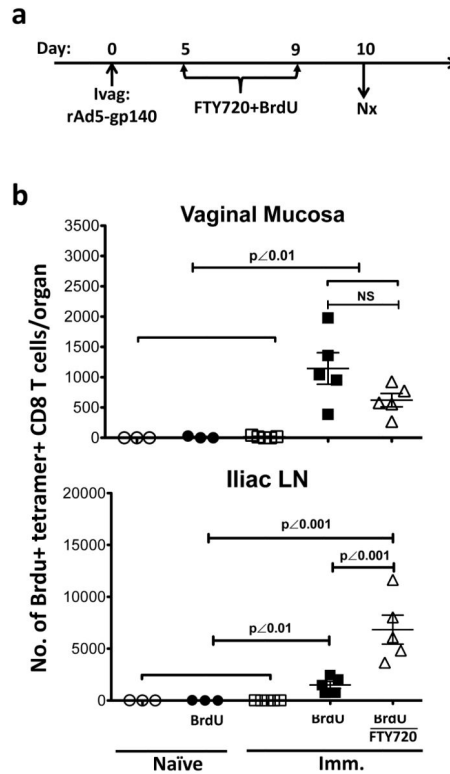 a
Day: 0 5 9 10
Ivag:
rAd5-gp140
FTY720+BrdU
Nx
b
Vaginal Mucosa
No. of Brdu+ tetramer+ CD8 T cells/organ
3500
3000
2500
2000
1500
1000
500
0
p∠0.01
NS
Iliac LN
20000
15000
10000
5000
0
p∠0.001
p∠0.001
p∠0.01
BrdU BrdU BrdU
FTY720
Naïve Imm.